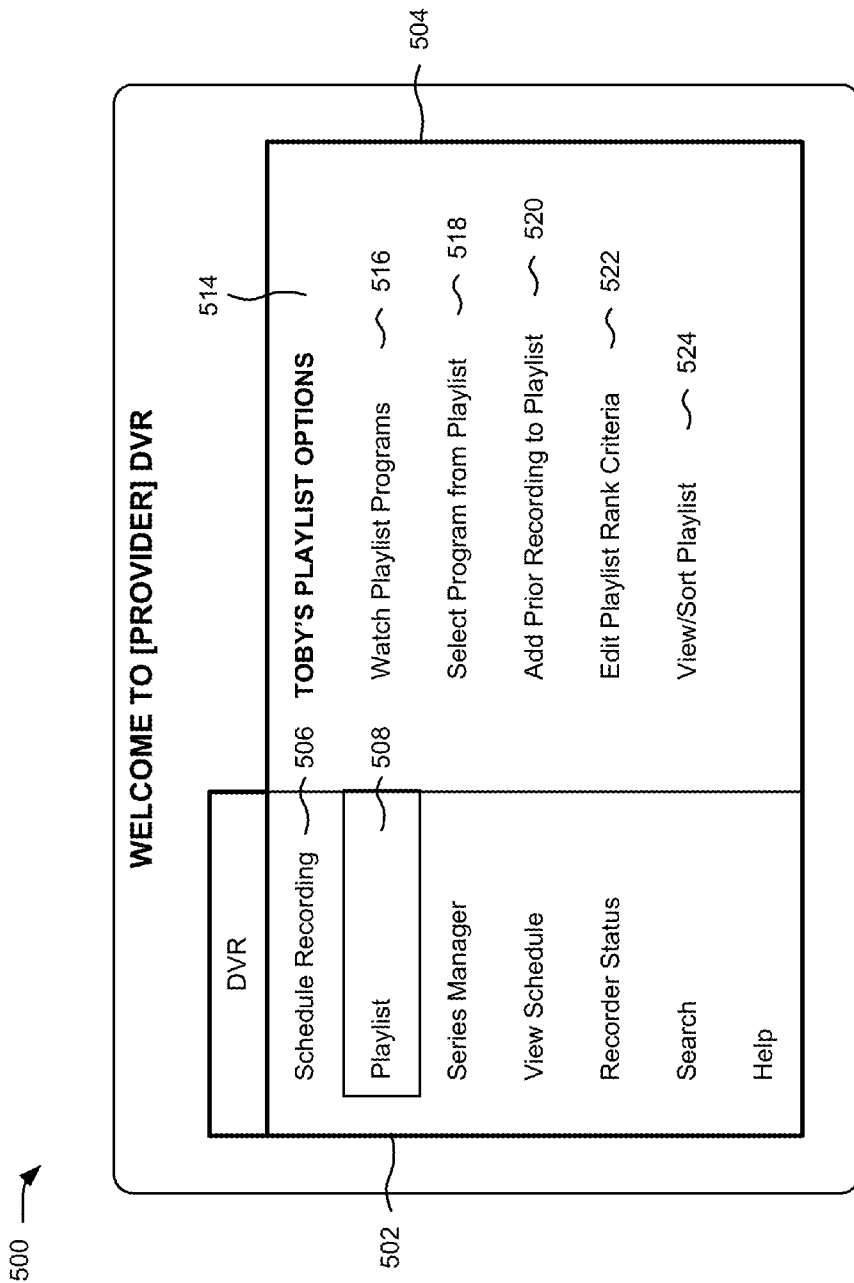 500
WELCOME TO [PROVIDER] DVR
502
504
DVR
Schedule Recording 506
Playlist 508
Series Manager
View Schedule
Recorder Status
Search
Help
514
TOBY'S PLAYLIST OPTIONS
Watch Playlist Programs 516
Select Program from Playlist 518
Add Prior Recording to Playlist 520
Edit Playlist Rank Criteria 522
View/Sort Playlist 524